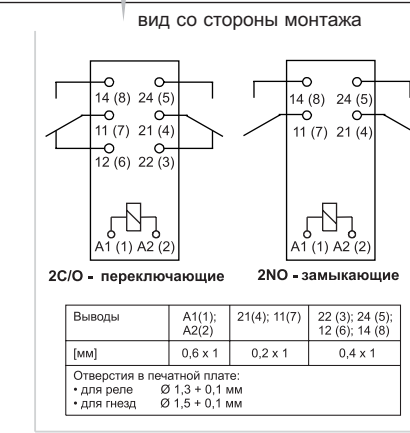 вид со стороны монтажа
14 (8) 24 (5) 14 (8) 24 (5)
11 (7) 21 (4) 11 (7) 21 (4)
12 (6) 22 (3)
A1 (1) A2 (2) A1 (1) A2 (2)
2C/O - переключающие 2NO - замыкающие
Выводы A1(1); 21(4); 11(7) 22 (3); 24 (5);
A2(2) 12 (6); 14 (8)
[мм] 0,6 x 1 0,2 x 1 0,4 x 1
Отверстия в печатной плате:
• для реле Ø 1,3 + 0,1 мм
• для гнезд Ø 1,5 + 0,1 мм